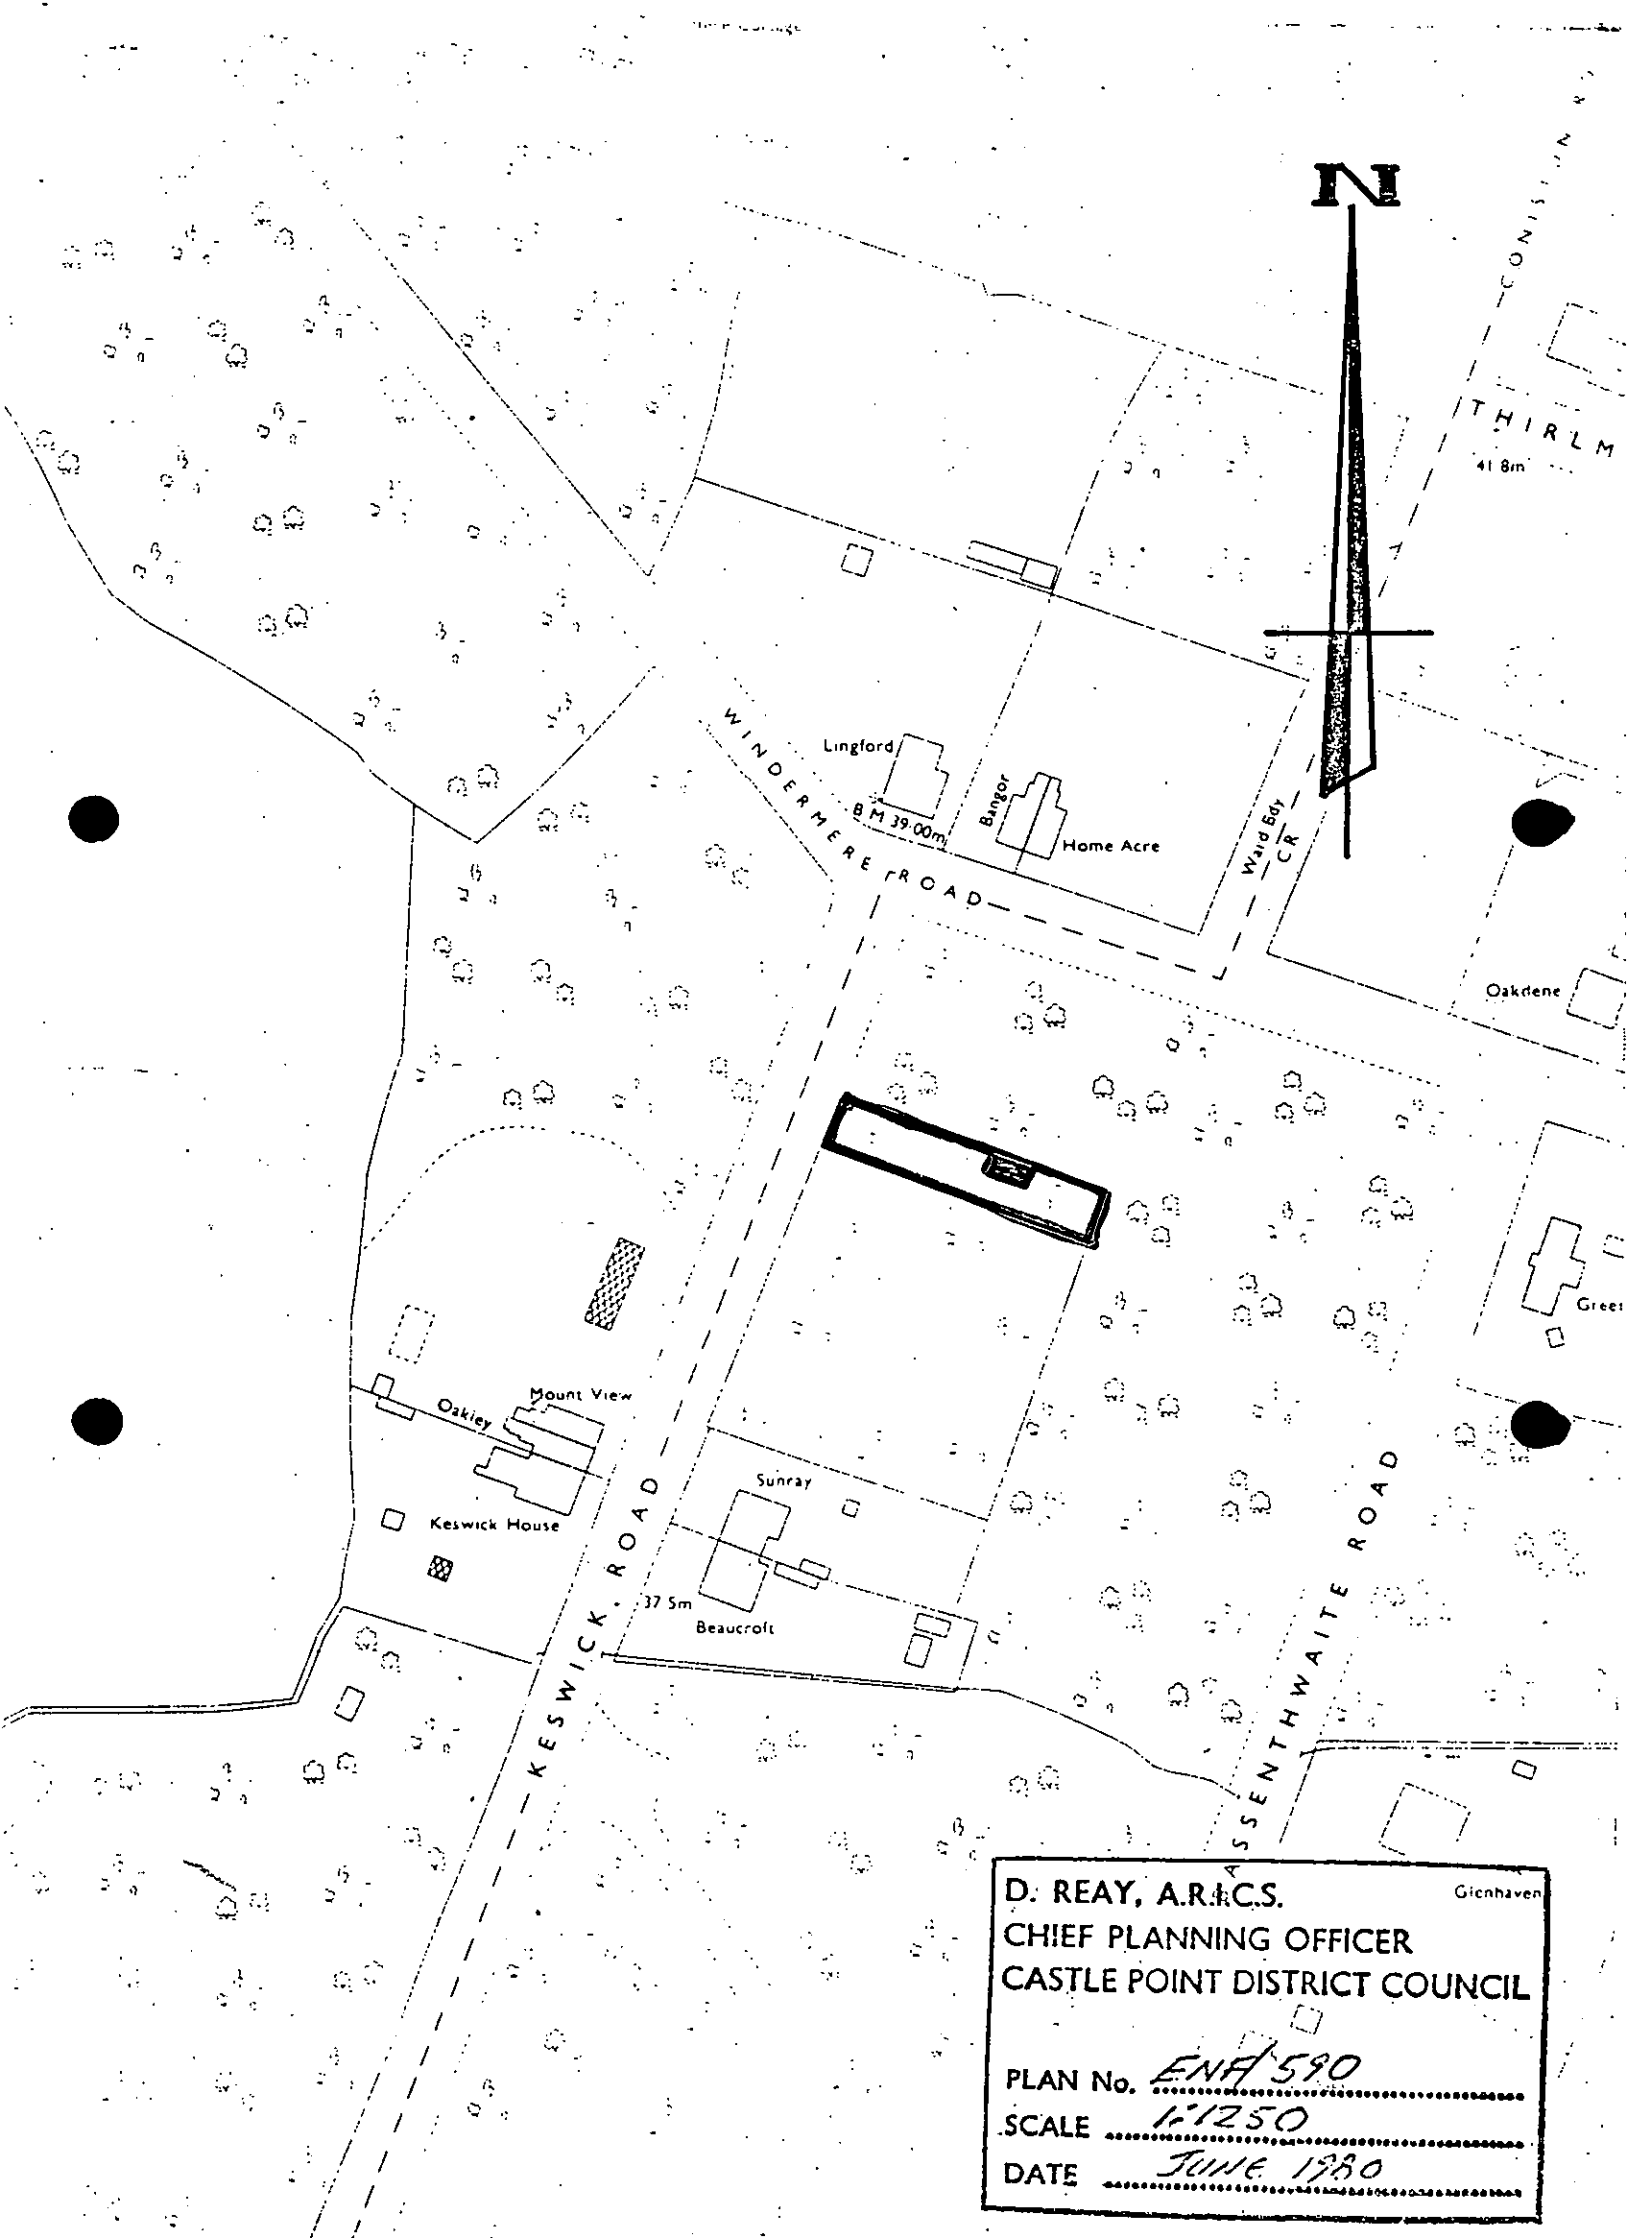 N
THIRLM
41 8m
WINDERMERE ROAD
Lingford
B M 39·00m
Bangor
Home Acre
Ward Bdy
CR
Oakdene
Mount View
Oakley
Sunray
Keswick House
37 5m
Beaucroft
KESWICK ROAD
SSENTHWAITE ROAD
Glenhaven
D. REAY, A.R.I.C.S.
CHIEF PLANNING OFFICER
CASTLE POINT DISTRICT COUNCIL
PLAN No. ENF/590
SCALE 1:1250
DATE JUNE 1980